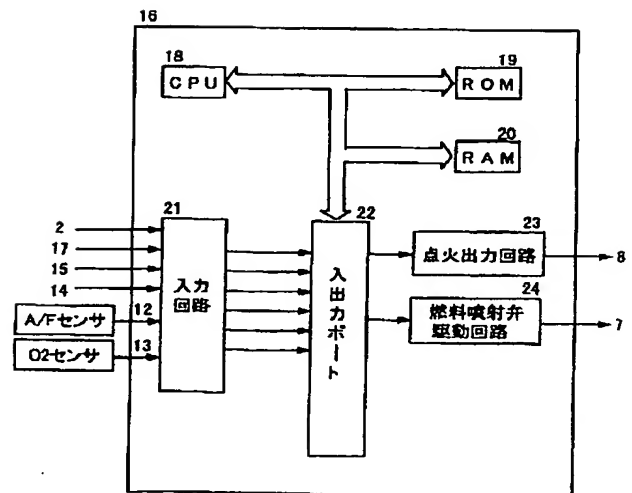 16
18
CPU
19
ROM
20
RAM
21
入力
回路
22
入出力ポート
2
17
15
14
A/Fセンサ
12
O2センサ
13
23
点火出力回路
8
24
燃料噴射弁
駆動回路
7